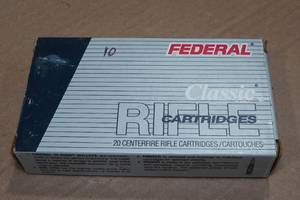 10
FEDERAL®
Classic
RIFLE
CARTRIDGES
20 CENTERFIRE RIFLE CARTRIDGES/CARTOUCHES